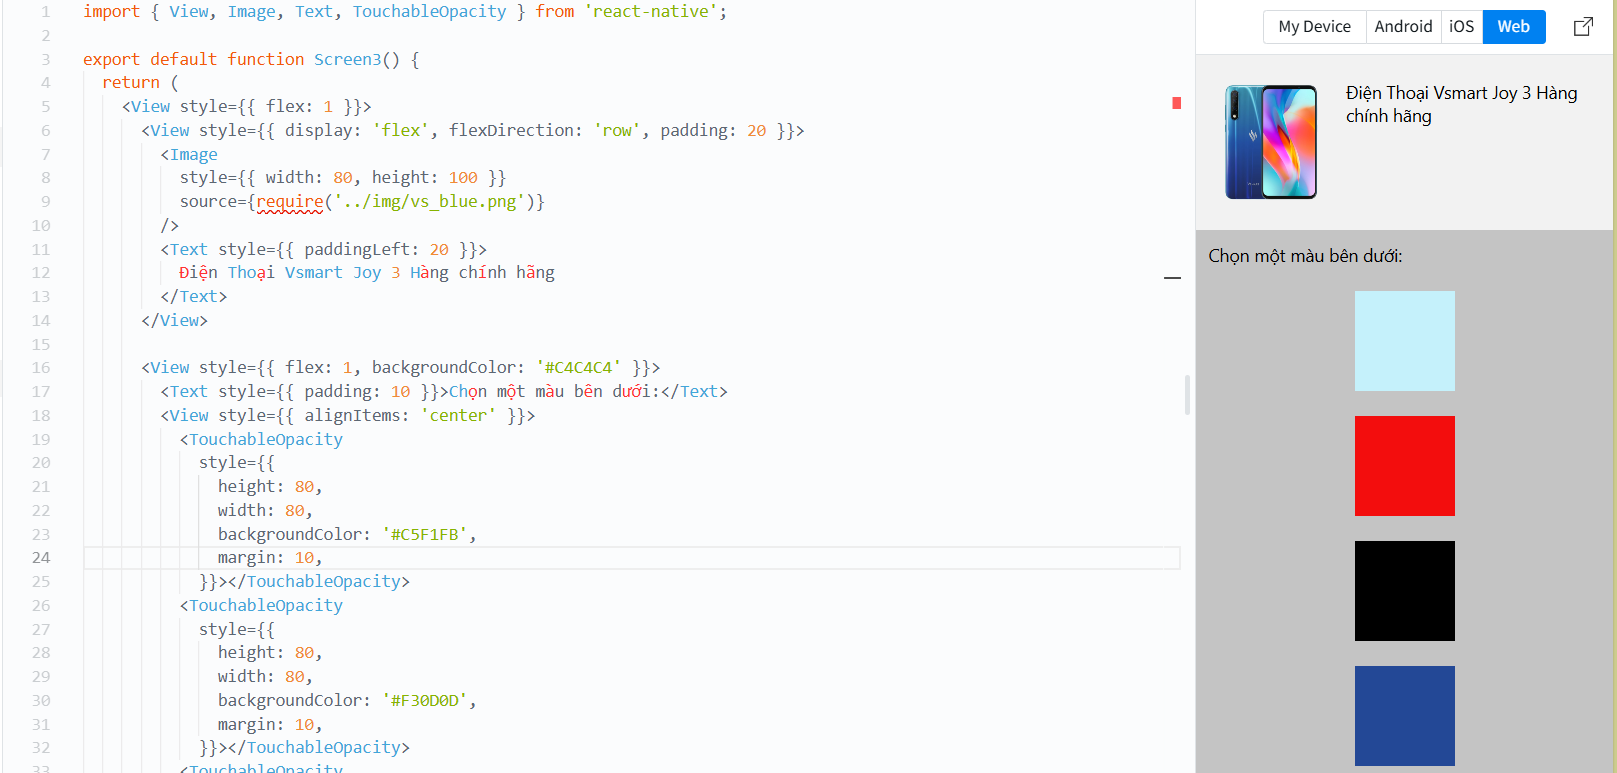 1 import { View, Image, Text, TouchableOpacity } from 'react-native';
2
3 export default function Screen3() {
4 return (
5 <View style={{ flex: 1 }}>
6 <View style={{ display: 'flex', flexDirection: 'row', padding: 20 }}>
7 <Image
8 style={{ width: 80, height: 100 }}
9 source={require('../img/vs_blue.png')}
10 />
11 <Text style={{ paddingLeft: 20 }}>
12 Điện Thoại Vsmart Joy 3 Hàng chính hãng
13 </Text>
14 </View>
15
16 <View style={{ flex: 1, backgroundColor: '#C4C4C4' }}>
17 <Text style={{ padding: 10 }}>Chọn một màu bên dưới:</Text>
18 <View style={{ alignItems: 'center' }}>
19 <TouchableOpacity
20 style={{
21 height: 80,
22 width: 80,
23 backgroundColor: '#C5F1FB',
24 margin: 10,
25 }}></TouchableOpacity>
26 <TouchableOpacity
27 style={{
28 height: 80,
29 width: 80,
30 backgroundColor: '#F30D0D',
31 margin: 10,
32 }}></TouchableOpacity>
33 <TouchableOpacity
My Device Android iOS Web
Điện Thoại Vsmart Joy 3 Hàng
chính hãng
Chọn một màu bên dưới: